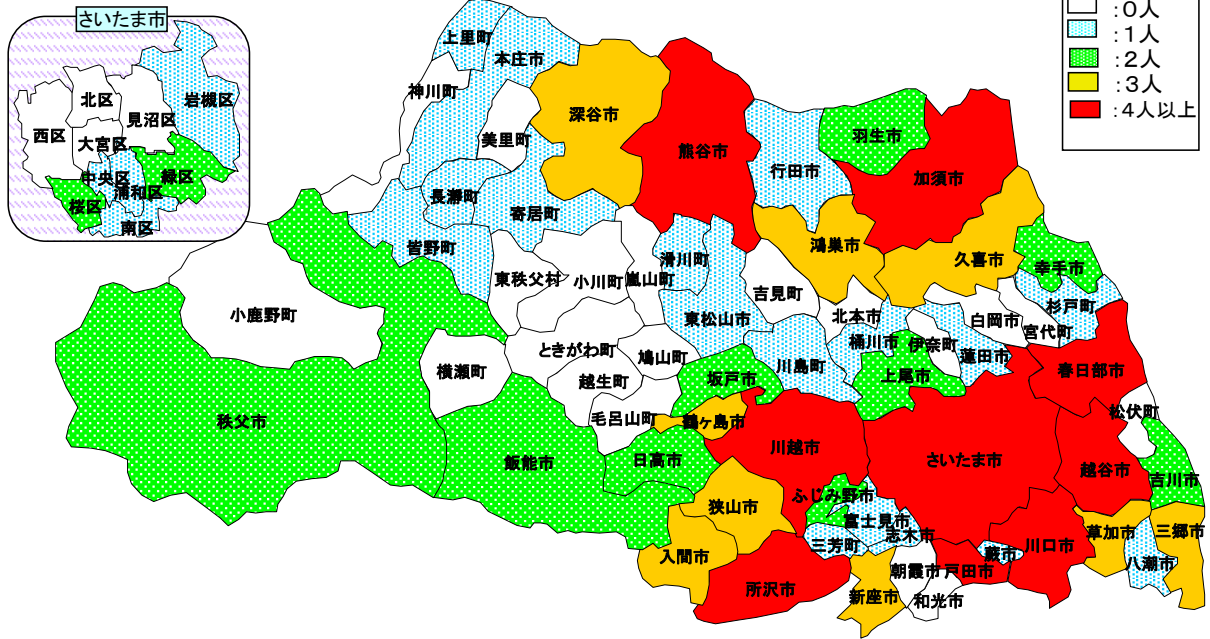 さいたま市
岩槻区
北区
見沼区
西区
大宮区
中央区
緑区
浦和区
桜区
南区
:0人
:1人
:2人
:3人
:4人以上
上里町
本庄市
神川町
深谷市
美里町
熊谷市
羽生市
行田市
加須市
長瀞町
寄居町
皆野町
鴻巣市
久喜市
滑川町
幸手市
東秩父村
小川町
嵐山町
吉見町
杉戸町
小鹿野町
東松山市
北本市
白岡市
宮代町
桶川市
伊奈町
蓮田市
ときがわ町
鳩山町
川島町
横瀬町
越生町
坂戸市
上尾市
春日部市
松伏町
秩父市
毛呂山町
鶴ヶ島市
川越市
さいたま市
飯能市
日高市
越谷市
吉川市
ふじみ野市
狭山市
富士見市
志木市
三芳町
入間市
蕨市
川口市
草加市
三郷市
八潮市
朝霞市
戸田市
所沢市
新座市
和光市